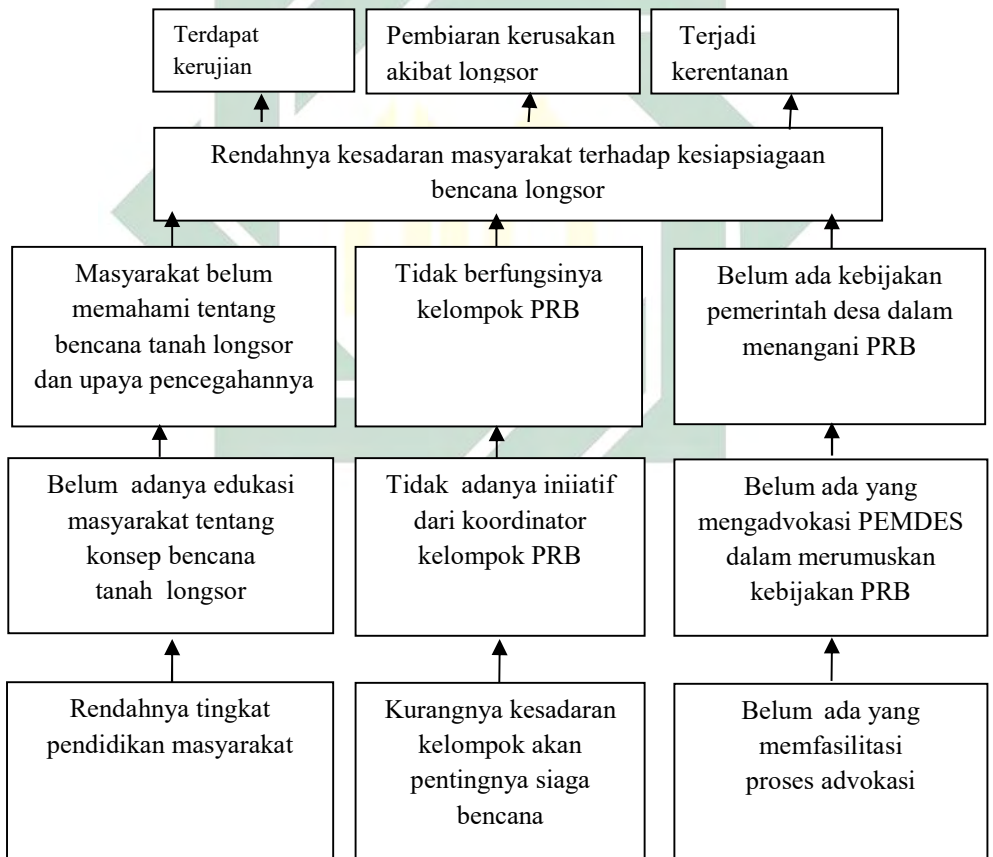 Terdapat
kerujian
Pembiaran kerusakan
akibat longsor
Terjadi
kerentanan
Rendahnya kesadaran masyarakat terhadap kesiapsiagaan
bencana longsor
Masyarakat belum
memahami tentang
bencana tanah longsor
dan upaya pencegahannya
Tidak berfungsinya
kelompok PRB
Belum ada kebijakan
pemerintah desa dalam
menangani PRB
Belum adanya edukasi
masyarakat tentang
konsep bencana
tanah longsor
Tidak adanya iniiatif
dari koordinator
kelompok PRB
Belum ada yang
mengadvokasi PEMDES
dalam merumuskan
kebijakan PRB
Rendahnya tingkat
pendidikan masyarakat
Kurangnya kesadaran
kelompok akan
pentingnya siaga
bencana
Belum ada yang
memfasilitasi
proses advokasi